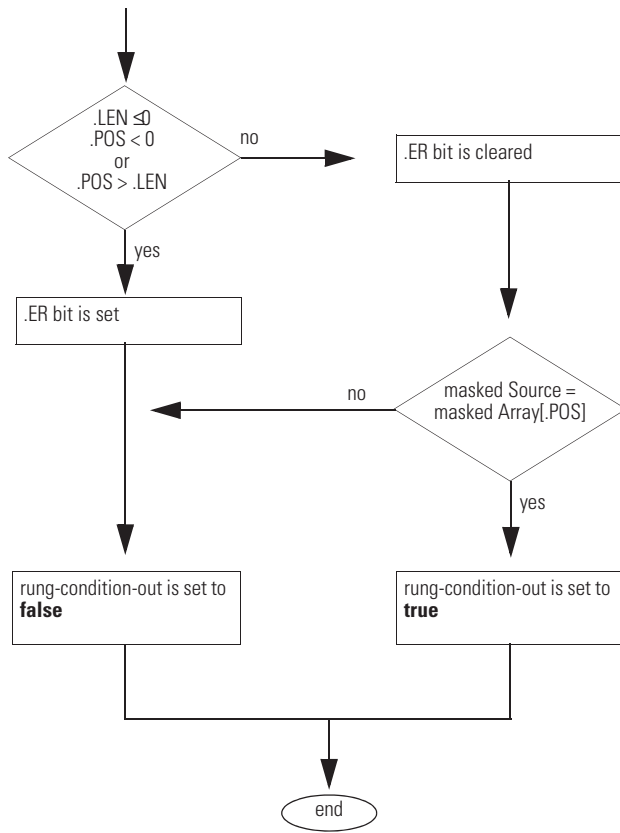 .LEN ≤0
.POS < 0
or
.POS > .LEN
no
.ER bit is cleared
yes
.ER bit is set
no
masked Source =
masked Array[.POS]
yes
rung-condition-out is set to
false
rung-condition-out is set to
true
end